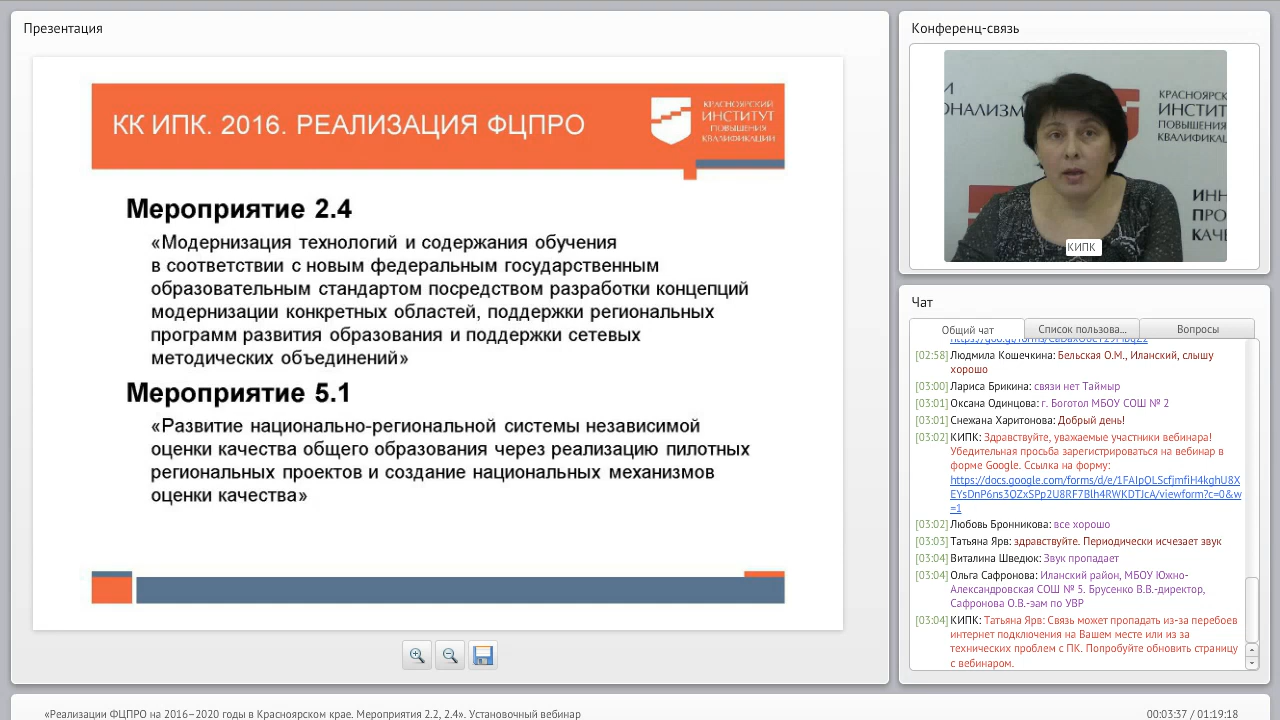 Презентация
КК ИПК. 2016. РЕАЛИЗАЦИЯ ФЦПРО
КРАСНОЯРСКИЙ
ИНСТИТУТ
ПОВЫШЕНИЯ
КВАЛИФИКАЦИИ
Мероприятие 2.4
«Модернизация технологий и содержания обучения
в соответствии с новым федеральным государственным
образовательным стандартом посредством разработки концепций
модернизации конкретных областей, поддержки региональных
программ развития образования и поддержки сетевых
методических объединений»
Мероприятие 5.1
«Развитие национально-региональной системы независимой
оценки качества общего образования через реализацию пилотных
региональных проектов и создание национальных механизмов
оценки качества»
Конференц-связь
И
ОНАЛИЗМ
КРАСНОЯРСК
ИНСТИТ
ПОВЫШЕНИЯ
КВАЛИФИКАЦ
ИНН
ПРО
КАЧЕ
КИПК
Чат
Общий чат
Список пользова...
Вопросы
[02:58] Людмила Кошечкина: Бельская О.М., Иланский, слышу
хорошо
[03:00] Лариса Брикина: связи нет Таймыр
[03:01] Оксана Одинцова: г. Боготол МБОУ СОШ № 2
[03:01] Снежана Харитонова: Добрый день!
[03:02] КИПК: Здравствуйте, уважаемые участники вебинара!
Убедительная просьба зарегистрироваться на вебинар в
форме Google. Ссылка на форму:
https://docs.google.com/forms/d/e/1FAIpQLScfjmfiH4kghU8X
EYsDnP6ns3OZxSPp2U8RF7Blh4RWKDTJcA/viewform?c=0&w
=1
[03:02] Любовь Бронникова: все хорошо
[03:03] Татьяна Ярв: здравствуйте. Периодически исчезает звук
[03:04] Виталина Шведюк: Звук пропадает
[03:04] Ольга Сафронова: Иланский район, МБОУ Южно-
Александровская СОШ № 5. Брусенко В.В.-директор,
Сафронова О.В.-зам по УВР
[03:04] КИПК: Татьяна Ярв: Связь может пропадать из-за перебоев
интернет подключения на Вашем месте или из за
технических проблем с ПК. Попробуйте обновить страницу
с вебинаром.
«Реализации ФЦПРО на 2016–2020 годы в Красноярском крае. Мероприятия 2.2, 2.4». Установочный вебинар
00:03:37 / 01:19:18